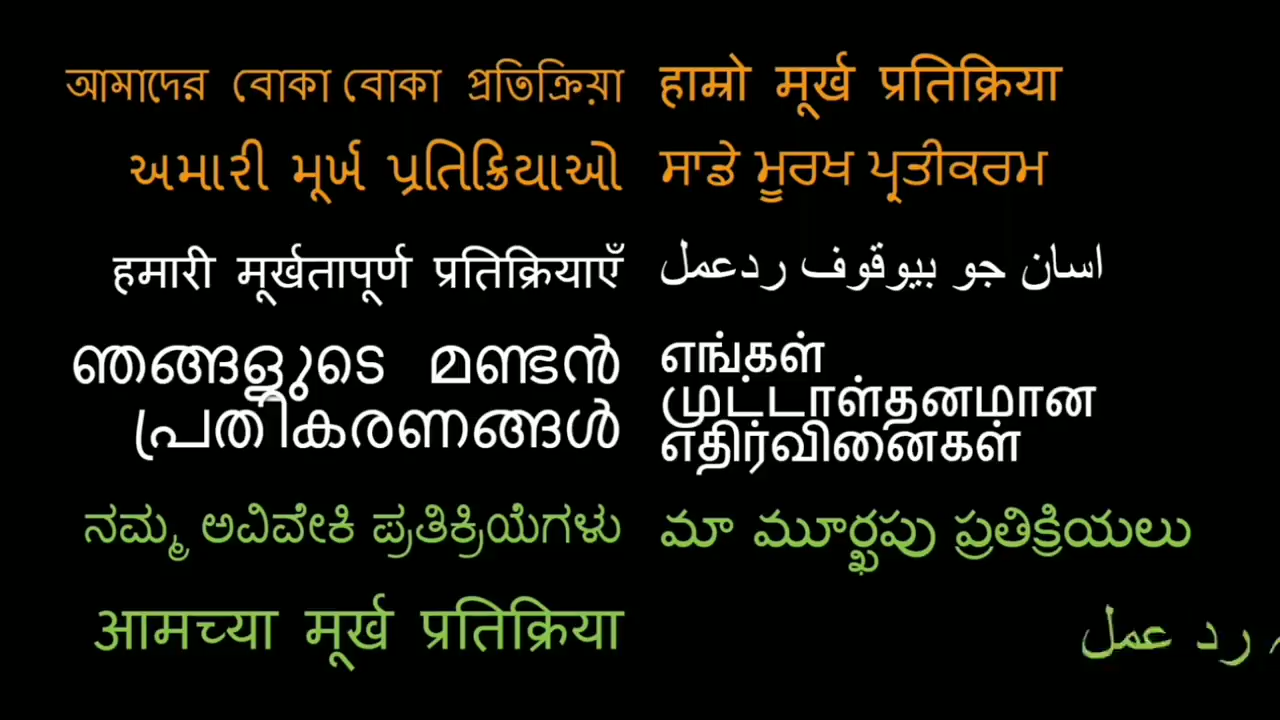 আমাদের বোকা বোকা প্রতিক্রিয়া
हाम्रो मूर्ख प्रतिक्रिया
અમારી મૂર્ખ પ્રતિક્રિયાઓ
ਸਾਡੇ ਮੂਰਖ ਪ੍ਰਤੀਕਰਮ
हमारी मूर्खतापूर्ण प्रतिक्रियाएँ
اسان جو بيوقوف ردعمل
ഞങ്ങളുടെ മണ്ടൻ
പ്രതികരണങ്ങൾ
எங்கள்
முட்டாள்தனமான
எதிர்வினைகள்
ನಮ್ಮ ಅವಿವೇಕಿ ಪ್ರತಿಕ್ರಿಯೆಗಳು
మా మూర్ఖపు ప్రతిక్రియలు
आमच्या मूर्ख प्रतिक्रिया
رد عمل